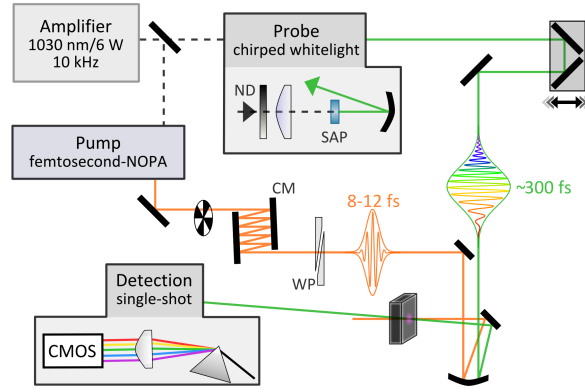 Amplifier
1030 nm/6 W
10 kHz
Probe
chirped whitelight
ND
SAP
Pump
femtosecond-NOPA
CM
8-12 fs
~300 fs
WP
Detection
single-shot
CMOS